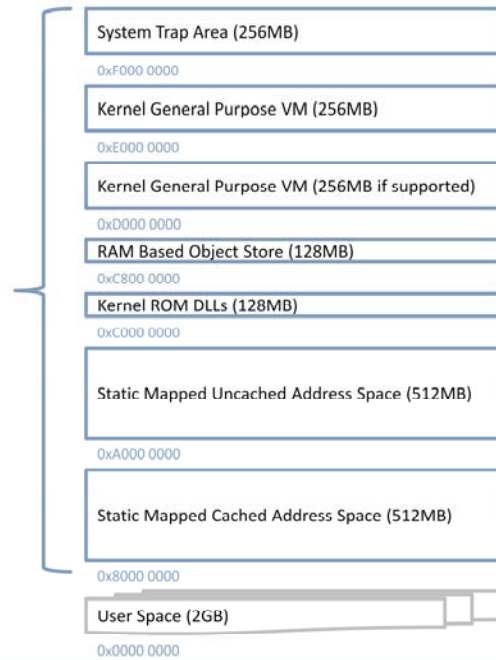 System Trap Area (256MB)
0xF000 0000
Kernel General Purpose VM (256MB)
0xE000 0000
Kernel General Purpose VM (256MB if supported)
0xD000 0000
RAM Based Object Store (128MB)
0xC800 0000
Kernel ROM DLLs (128MB)
0xC000 0000
Static Mapped Uncached Address Space (512MB)
0xA000 0000
Static Mapped Cached Address Space (512MB)
0x8000 0000
User Space (2GB)
0x0000 0000